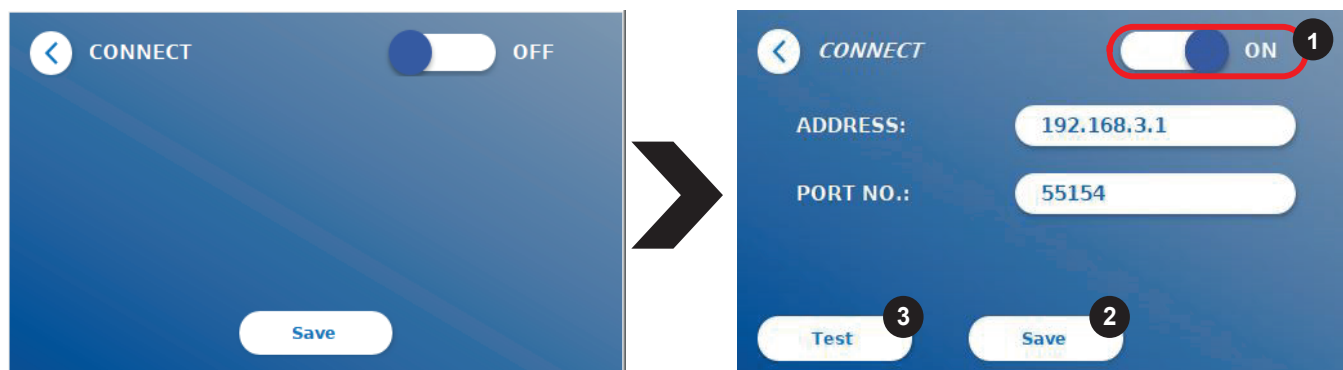 CONNECT OFF
Save
CONNECT ON 1
ADDRESS: 192.168.3.1
PORT NO.: 55154
3 2
Test Save